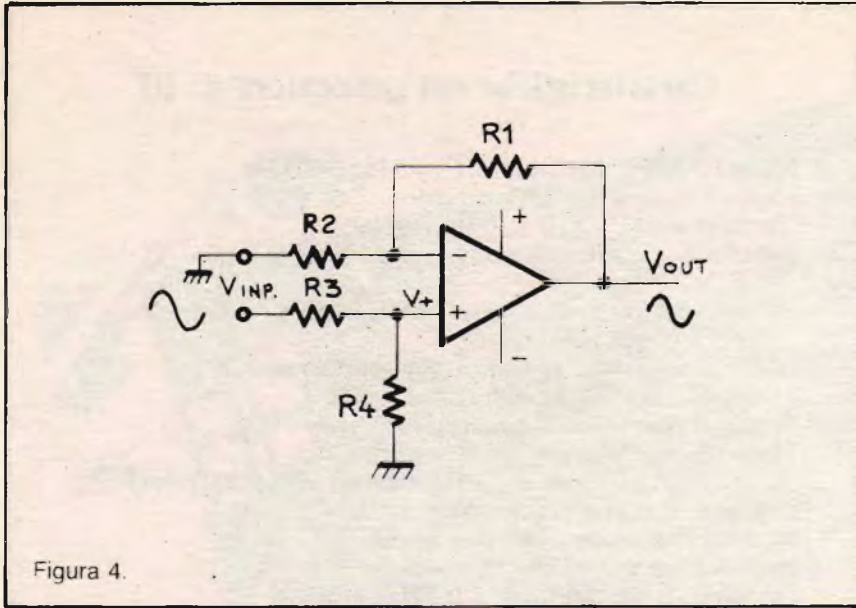 R1
+
R2
-
VINP.
R3
V+
+
VOUT
-
R4
Figura 4.